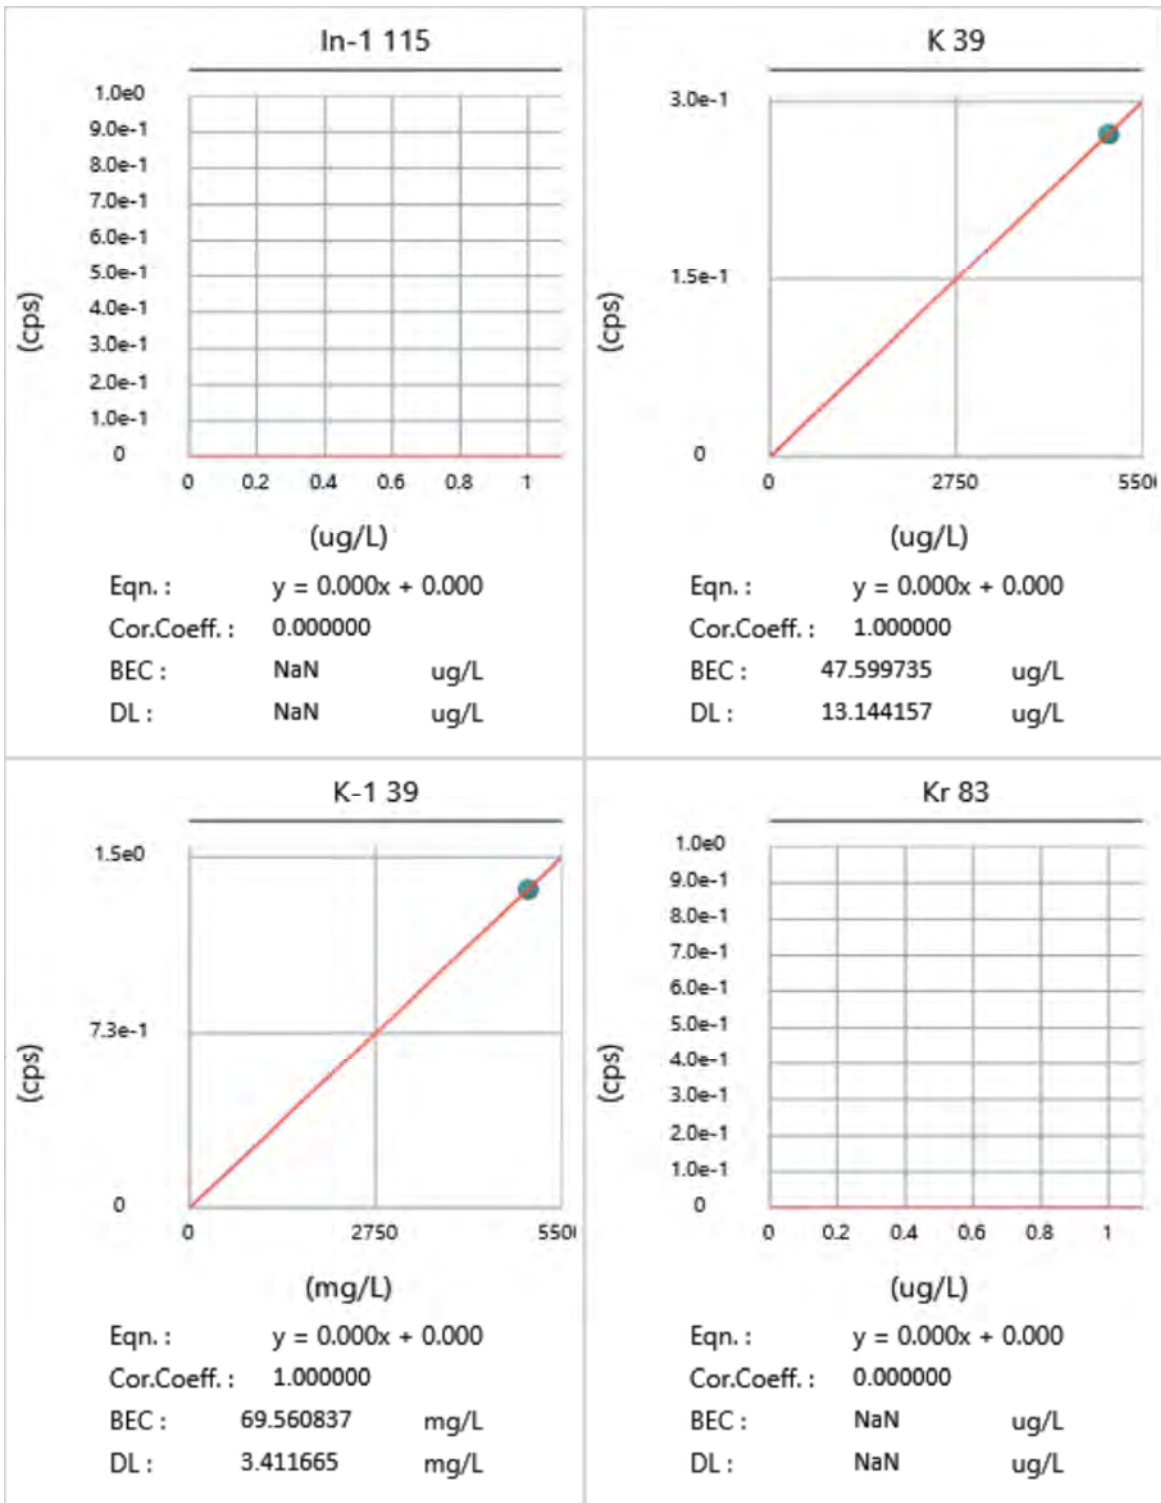 In-1 115
1.0e0
9.0e-1
8.0e-1
7.0e-1
6.0e-1
5.0e-1
4.0e-1
3.0e-1
2.0e-1
1.0e-1
0
(cps)
0 0.2 0.4 0.6 0.8 1
(ug/L)
Eqn. : y = 0.000x + 0.000
Cor.Coeff. : 0.000000
BEC : NaN ug/L
DL : NaN ug/L
K 39
3.0e-1
1.5e-1
0
(cps)
0 2750 550
(ug/L)
Eqn. : y = 0.000x + 0.000
Cor.Coeff. : 1.000000
BEC : 47.599735 ug/L
DL : 13.144157 ug/L
K-1 39
1.5e0
7.3e-1
0
(cps)
0 2750 550
(mg/L)
Eqn. : y = 0.000x + 0.000
Cor.Coeff. : 1.000000
BEC : 69.560837 mg/L
DL : 3.411665 mg/L
Kr 83
1.0e0
9.0e-1
8.0e-1
7.0e-1
6.0e-1
5.0e-1
4.0e-1
3.0e-1
2.0e-1
1.0e-1
0
(cps)
0 0.2 0.4 0.6 0.8 1
(ug/L)
Eqn. : y = 0.000x + 0.000
Cor.Coeff. : 0.000000
BEC : NaN ug/L
DL : NaN ug/L